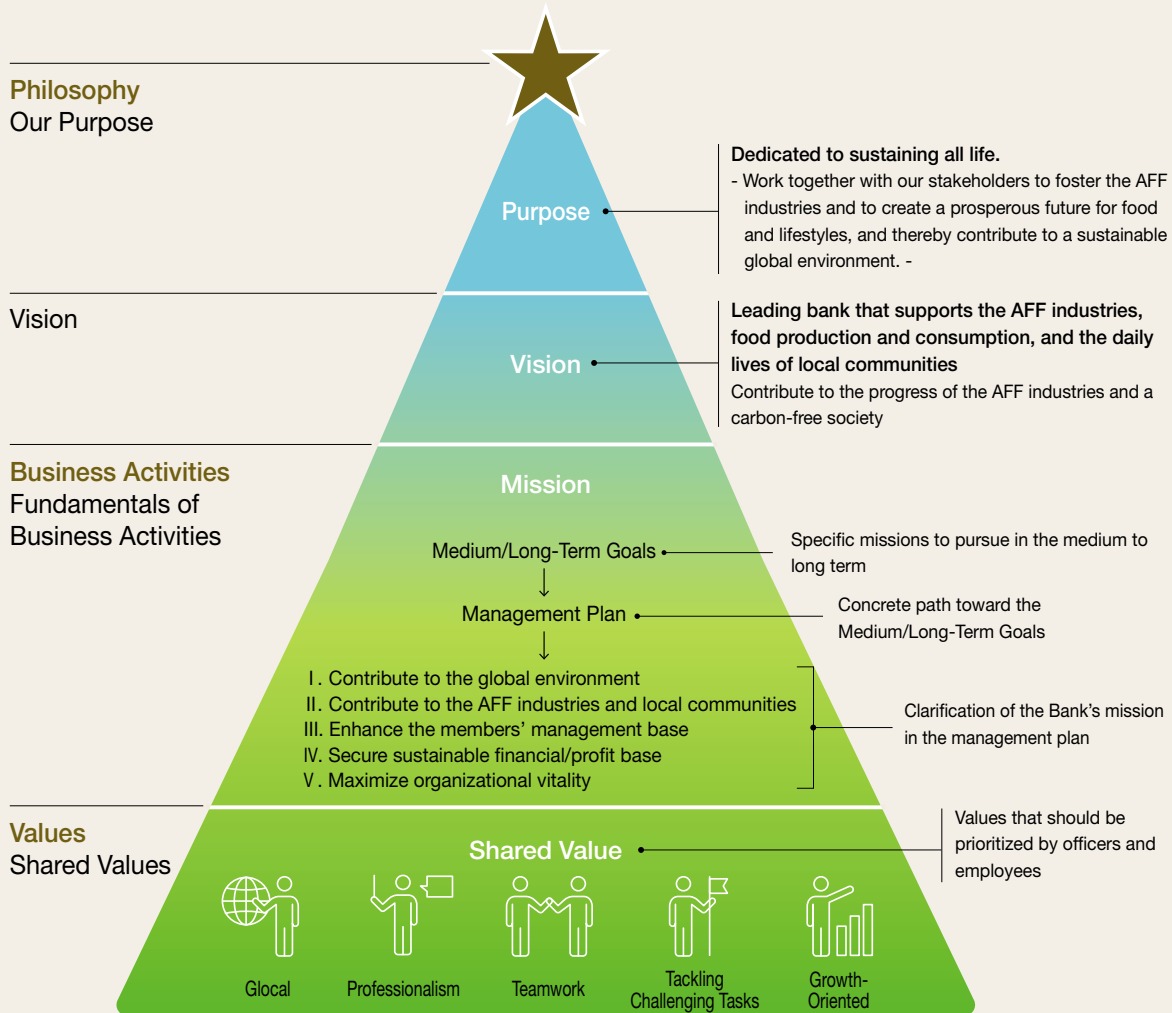 Philosophy
Our Purpose
Purpose
Dedicated to sustaining all life.
- Work together with our stakeholders to foster the AFF
industries and to create a prosperous future for food
and lifestyles, and thereby contribute to a sustainable
global environment. -
Vision
Vision
Leading bank that supports the AFF industries,
food production and consumption, and the daily
lives of local communities
Contribute to the progress of the AFF industries and a
carbon-free society
Business Activities
Fundamentals of
Business Activities
Mission
Medium/Long-Term Goals
Specific missions to pursue in the medium to
long term
Management Plan
Concrete path toward the
Medium/Long-Term Goals
I. Contribute to the global environment
II. Contribute to the AFF industries and local communities
III. Enhance the members' management base
IV. Secure sustainable financial/profit base
V. Maximize organizational vitality
Clarification of the Bank's mission
in the management plan
Values
Shared Values
Shared Value
Values that should be
prioritized by officers and
employees
Glocal
Professionalism
Teamwork
Tackling
Challenging Tasks
Growth-
Oriented